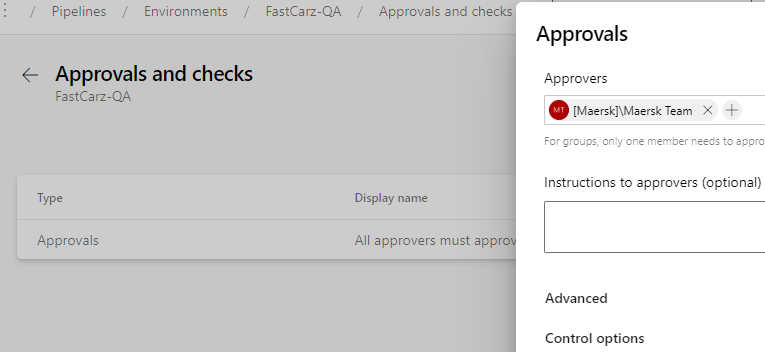 / Pipelines / Environments / FastCarz-QA / Approvals and checks
Approvals and checks
FastCarz-QA
Type Display name
Approvals All approvers must approv
Approvals
Approvers
MT [Maersk]\Maersk Team
For groups, only one member needs to appro
Instructions to approvers (optional)
Advanced
Control options